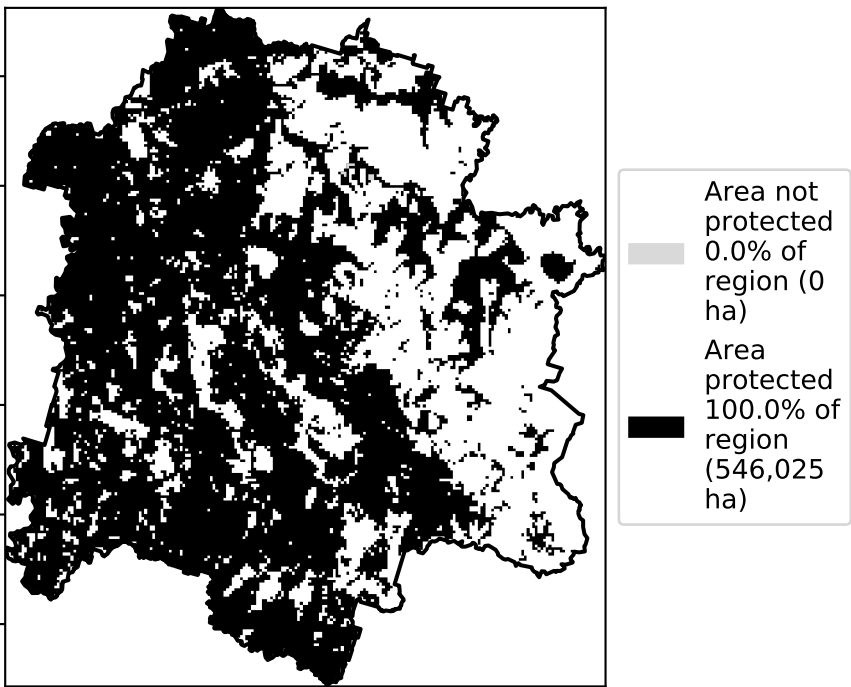 Area not
protected
0.0% of
region (0
ha)
Area
protected
100.0% of
region
(546,025
ha)